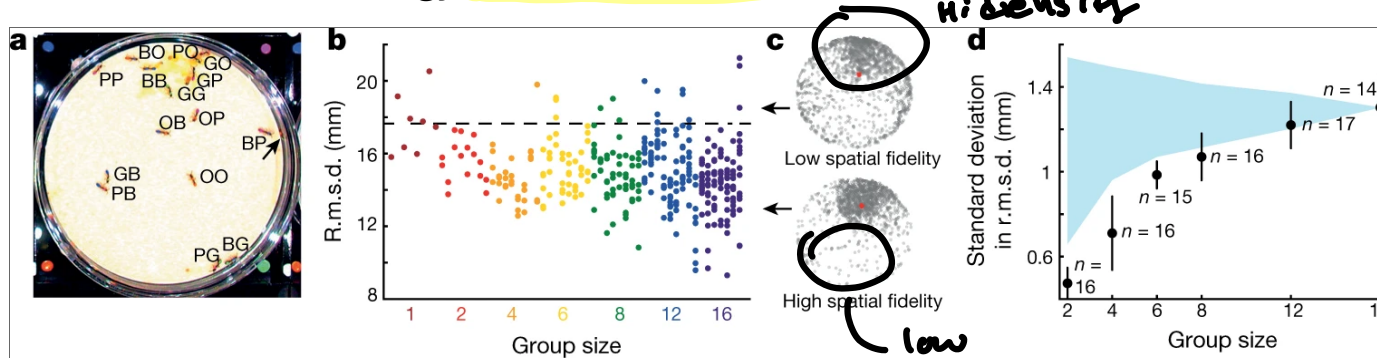 Hi density
a
BO
PO
GO
PP
BB
GP
GG
OB
OP
BP
GB
PB
OO
BG
PG
b
R.m.s.d. (mm)
20
16
12
8
1 2 4 6 8 12 16
Group size
c
Low spatial fidelity
High spatial fidelity
low
d
Standard deviation
in r.m.s.d. (mm)
1.4
1
0.6
n = 14
n = 17
n = 16
n = 15
n = 16
n =
16
2 4 6 8 12 1
Group size